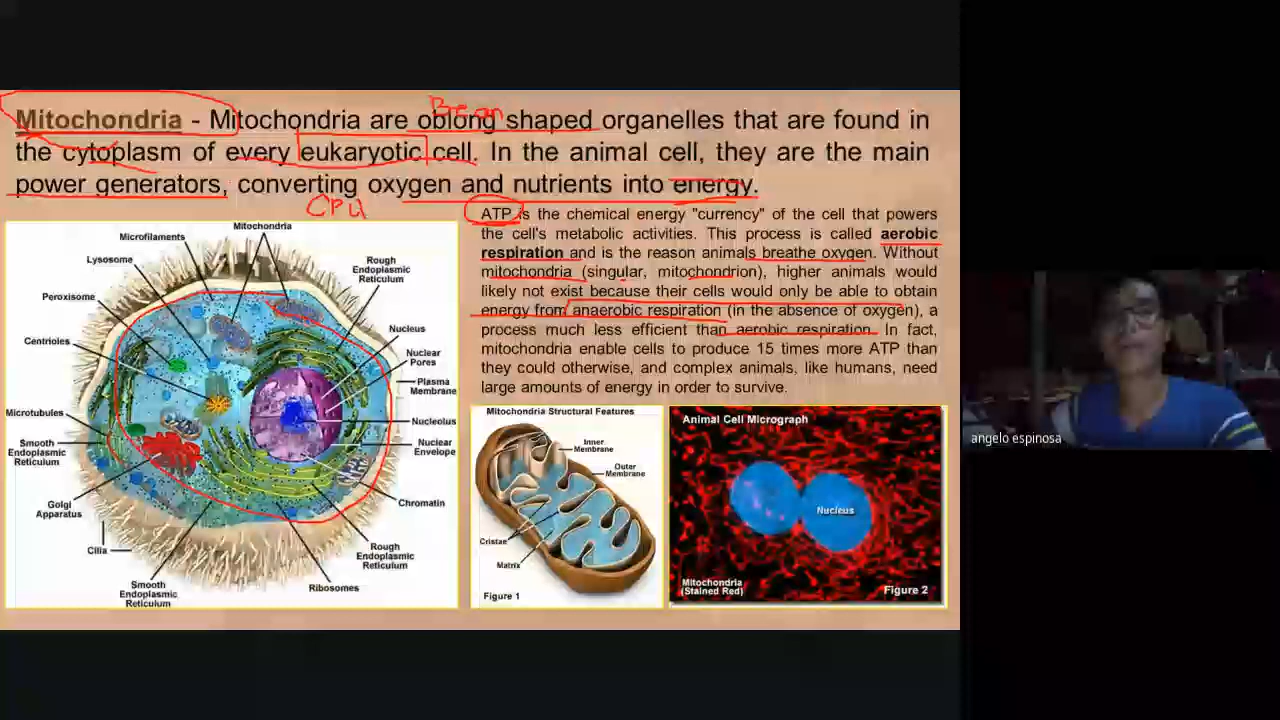 Bean
Mitochondria - Mitochondria are oblong shaped organelles that are found in
the cytoplasm of every eukaryotic cell. In the animal cell, they are the main
power generators, converting oxygen and nutrients into energy.
CPU
ATP is the chemical energy "currency" of the cell that powers
the cell's metabolic activities. This process is called aerobic
respiration and is the reason animals breathe oxygen. Without
mitochondria (singular, mitochondrion), higher animals would
likely not exist because their cells would only be able to obtain
energy from anaerobic respiration (in the absence of oxygen), a
process much less efficient than aerobic respiration. In fact,
mitochondria enable cells to produce 15 times more ATP than
they could otherwise, and complex animals, like humans, need
large amounts of energy in order to survive.
Mitochondria
Microfilaments
Lysosome
Rough
Endoplasmic
Reticulum
Peroxisome
Nucleus
Centrioles
Nuclear
Pores
Plasma
Membrane
Microtubules
Nucleolus
Smooth
Endoplasmic
Reticulum
Nuclear
Envelope
Golgi
Apparatus
Chromatin
Cilia
Rough
Endoplasmic
Reticulum
Smooth
Endoplasmic
Reticulum
Ribosomes
Mitochondria Structural Features
Inner
Membrane
Outer
Membrane
Cristae
Matrix
Figure 1
Animal Cell Micrograph
Nucleus
Mitochondria
(Stained Red)
Figure 2
angelo espinosa